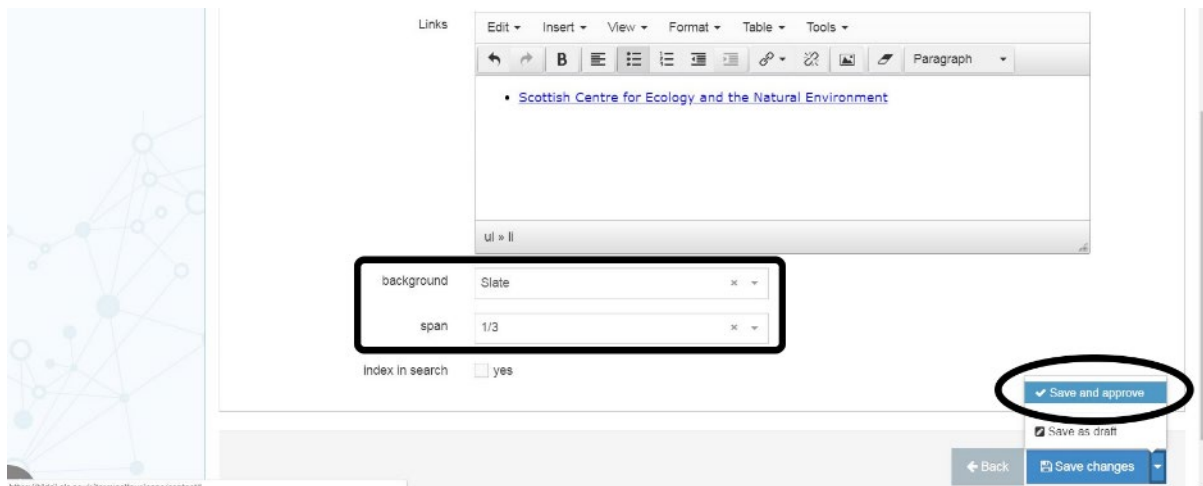 Links
Edit Insert View Format Table Tools
B Paragraph
Scottish Centre for Ecology and the Natural Environment
ul » li
background Slate
span 1/3
index in search yes
Save and approve
Save as draft
Back Save changes